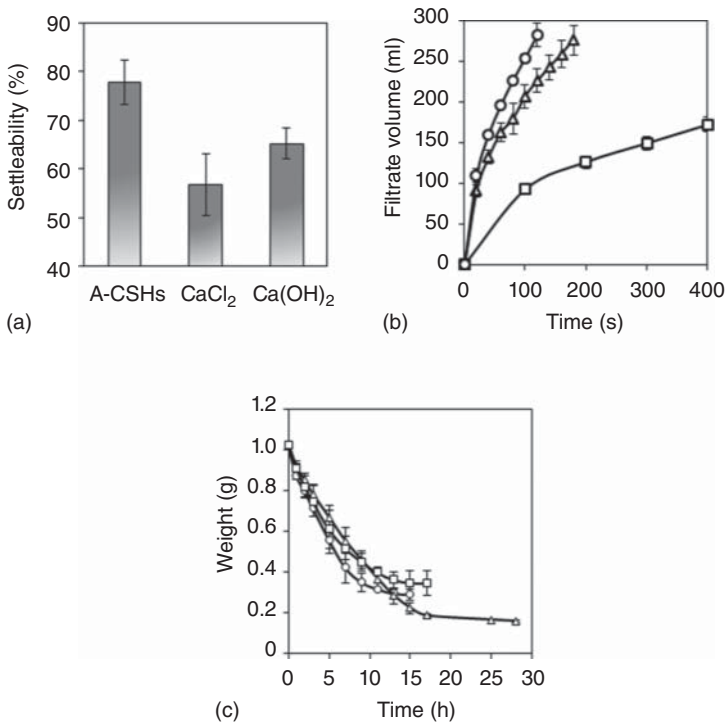 90
80
70
60
50
40
Settleability (%)
A-CSHs CaCl₂ Ca(OH)₂
(a)
300
250
200
150
100
50
0
Filtrate volume (ml)
0 100 200 300 400
Time (s)
(b)
1.2
1.0
0.8
0.6
0.4
0.2
0
Weight (g)
0 5 10 15 20 25 30
Time (h)
(c)